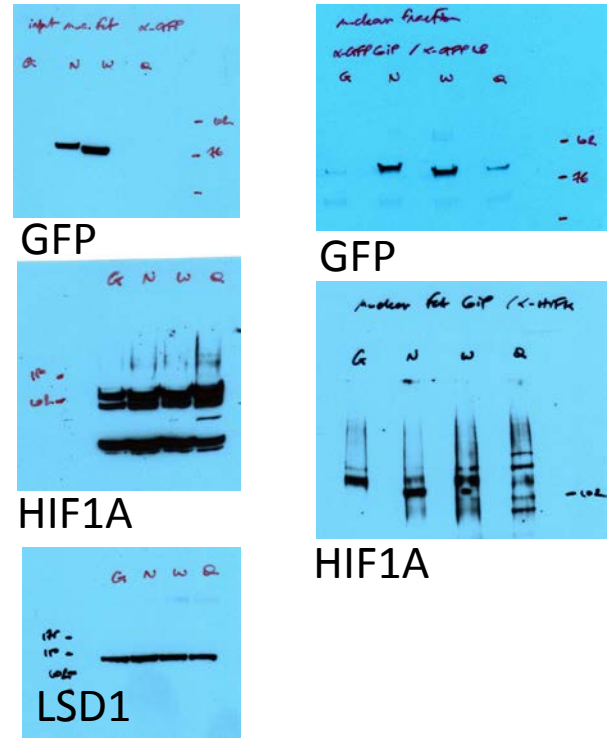 input nuc. fct α-GFP
G N W Q
- 102
- 76
-
GFP
nuclear fraction
α-GFP GiP / α-GFP WB
G N W Q
- 102
- 76
-
GFP
G N W Q
150 -
102 -
HIF1A
nuclear fct GiP / α-HIF1α
G N W Q
- 102
HIF1A
G N W Q
175 -
150 -
102 -
LSD1